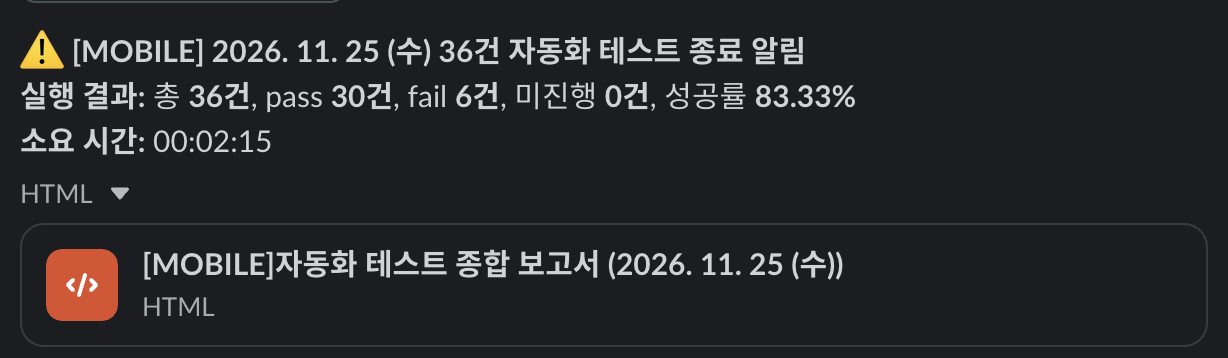 ⚠️ [MOBILE] 2026. 11. 25 (수) 36건 자동화 테스트 종료 알림
실행 결과: 총 36건, pass 30건, fail 6건, 미진행 0건, 성공률 83.33%
소요 시간: 00:02:15
HTML
[MOBILE]자동화 테스트 종합 보고서 (2026. 11. 25 (수))
HTML